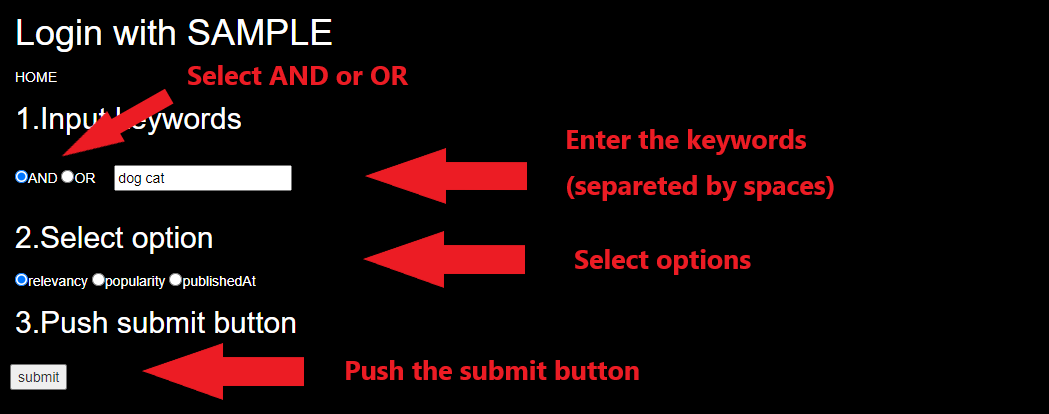 Login with SAMPLE
HOME
Select AND or OR
1.Input keywords
AND OR dog cat
Enter the keywords
(separeted by spaces)
2.Select option
Select options
relevancy popularity publishedAt
3.Push submit button
submit
Push the submit button